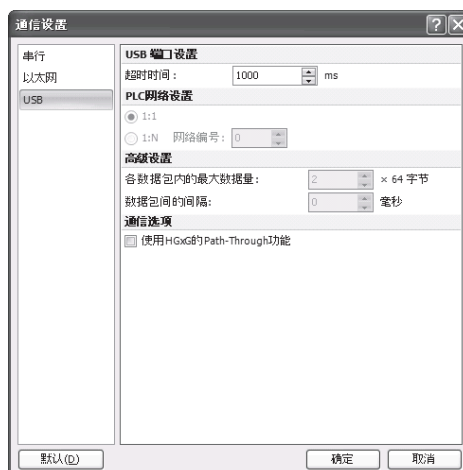 通信设置
串行
以太网
USB
USB 端口设置
超时时间: 1000 ms
PLC网络设置
1:1
1:N 网络编号: 0
高级设置
各数据包内的最大数据量: 2 × 64 字节
数据包间的间隔: 0 毫秒
通信选项
使用HGxG的Path-Through功能
默认(D) 确定 取消